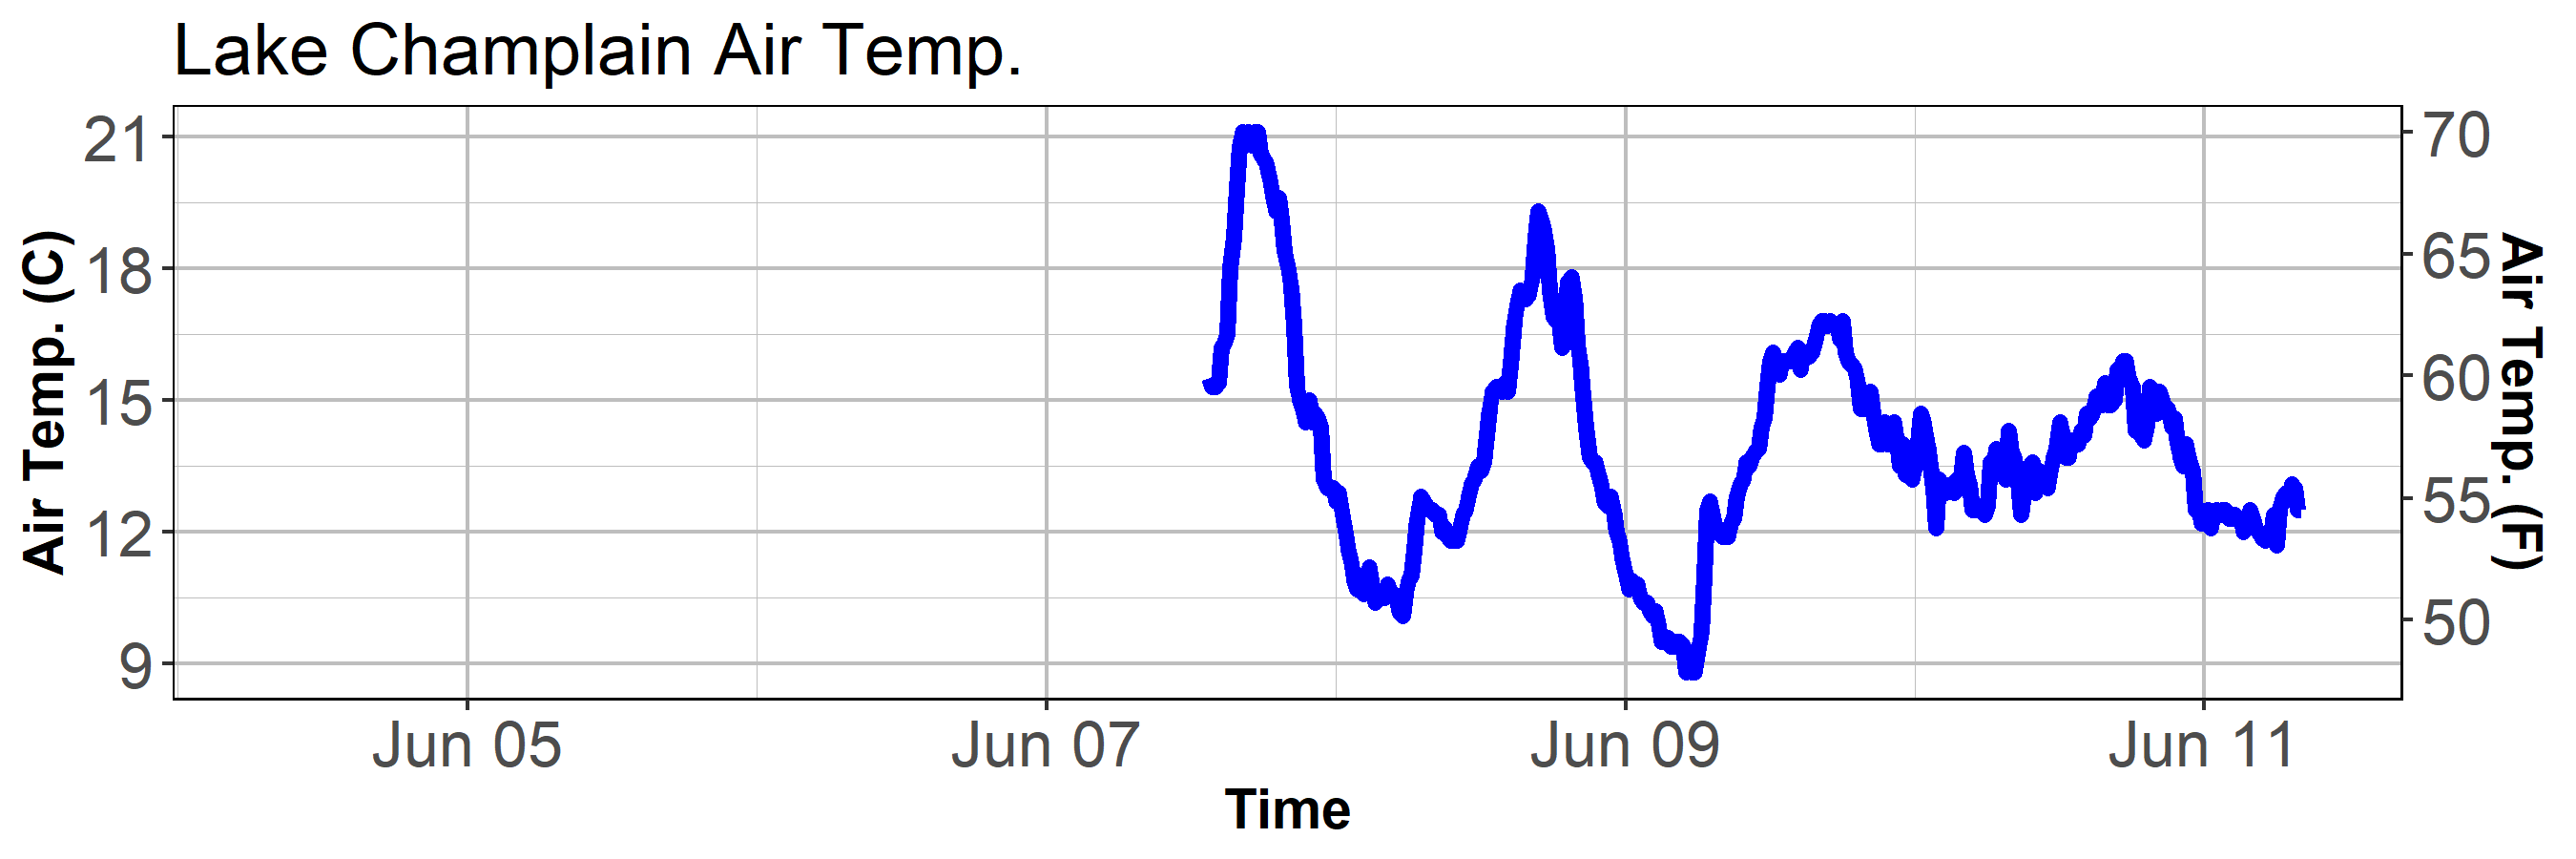 Lake Champlain Air Temp.
21
18
15
12
9
Air Temp. (C)
70
65
60
55
50
Air Temp. (F)
Jun 05
Jun 07
Jun 09
Jun 11
Time